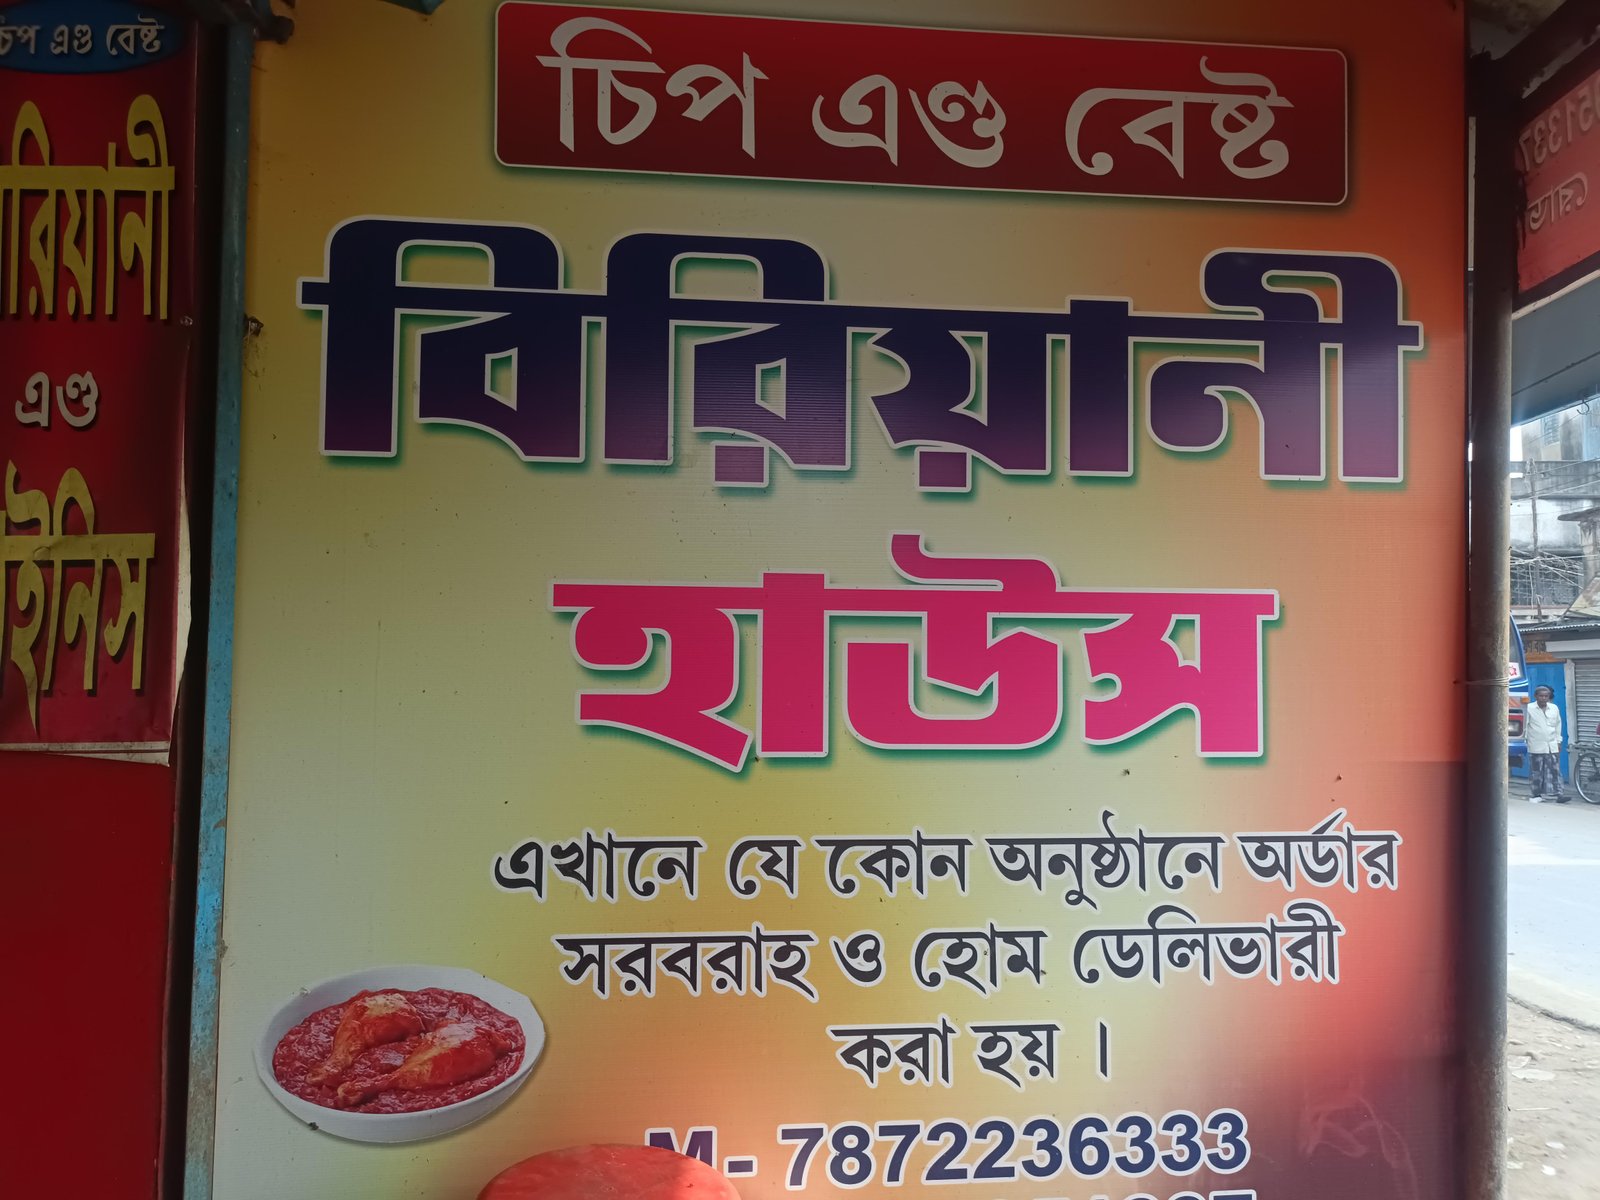 চিপ এণ্ড বেষ্ট
বিরিয়ানী
হাউস
এখানে যে কোন অনুষ্ঠানে অর্ডার
সরবরাহ ও হোম ডেলিভারী
করা হয় ।
M- 7872236333
চিপ এণ্ড বেষ্ট
এণ্ড